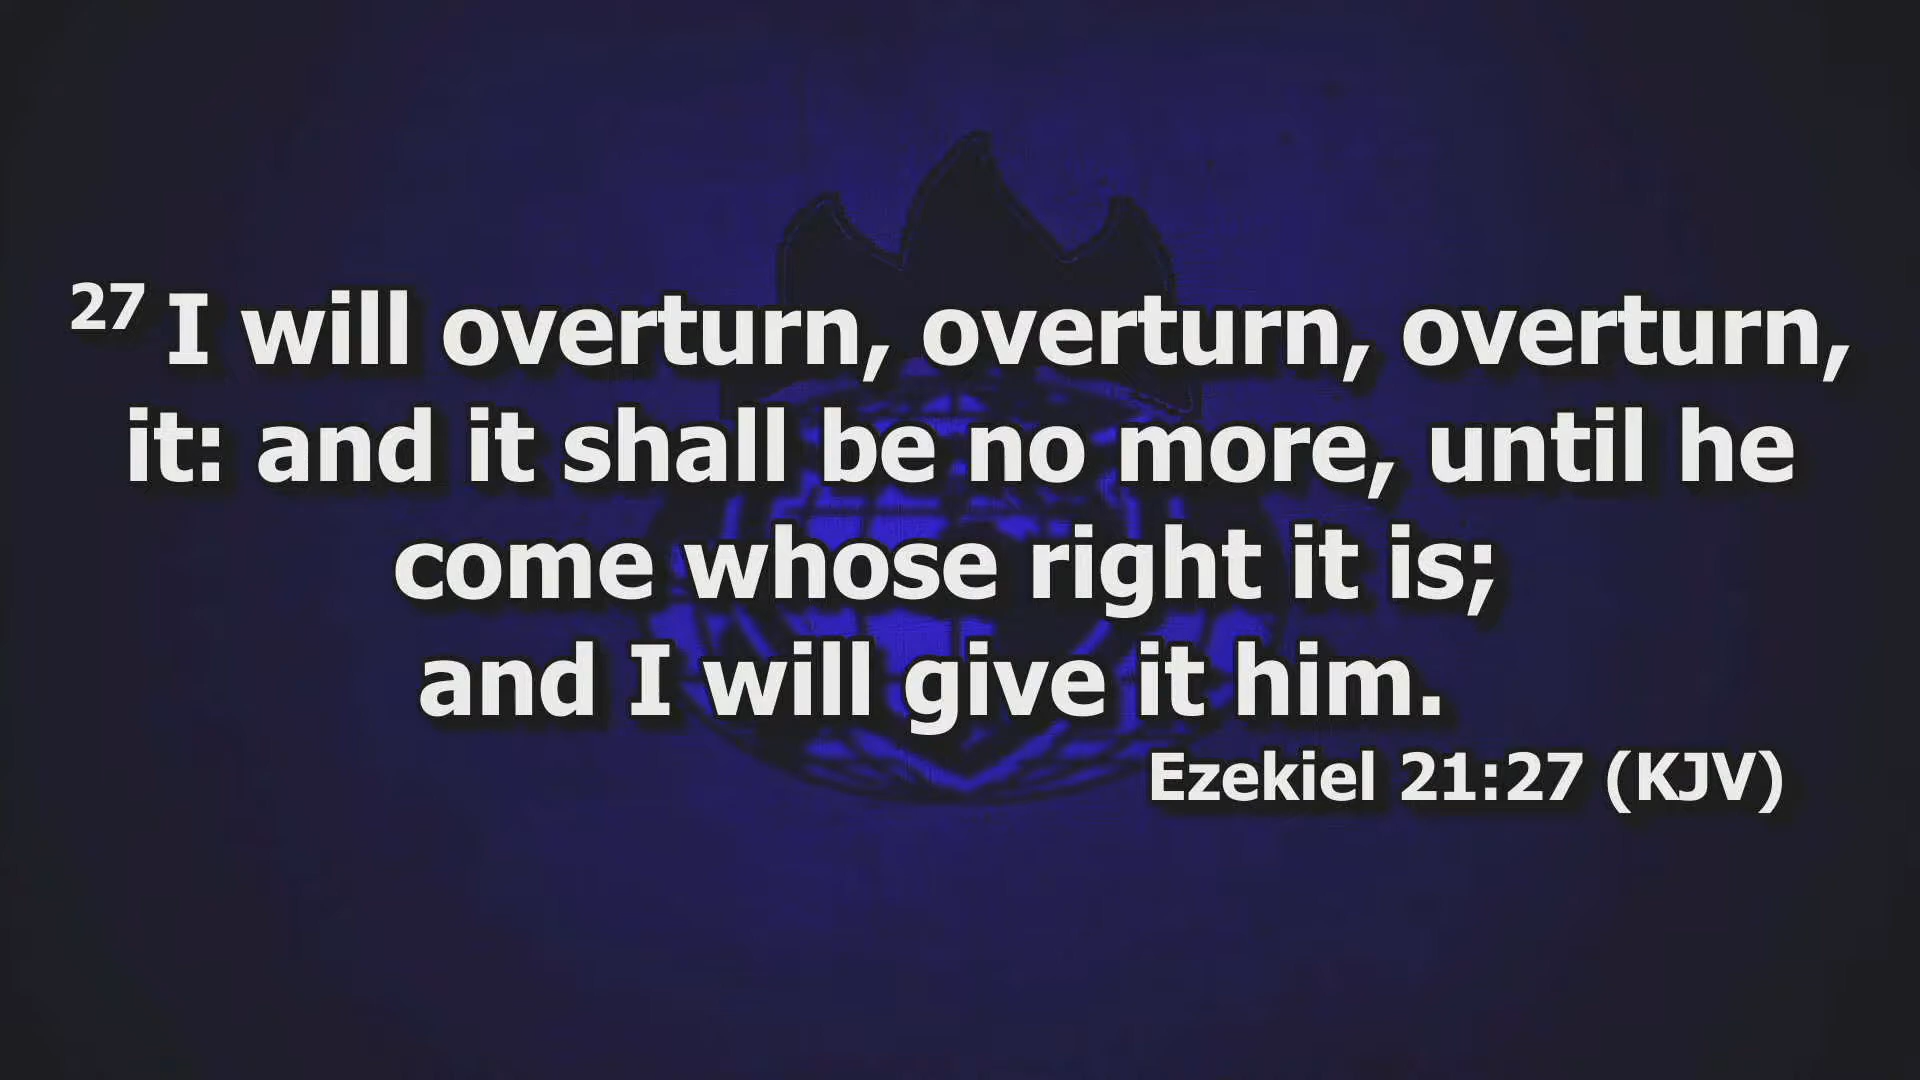 27 I will overturn, overturn, overturn,
it: and it shall be no more, until he
come whose right it is;
and I will give it him.
Ezekiel 21:27 (KJV)